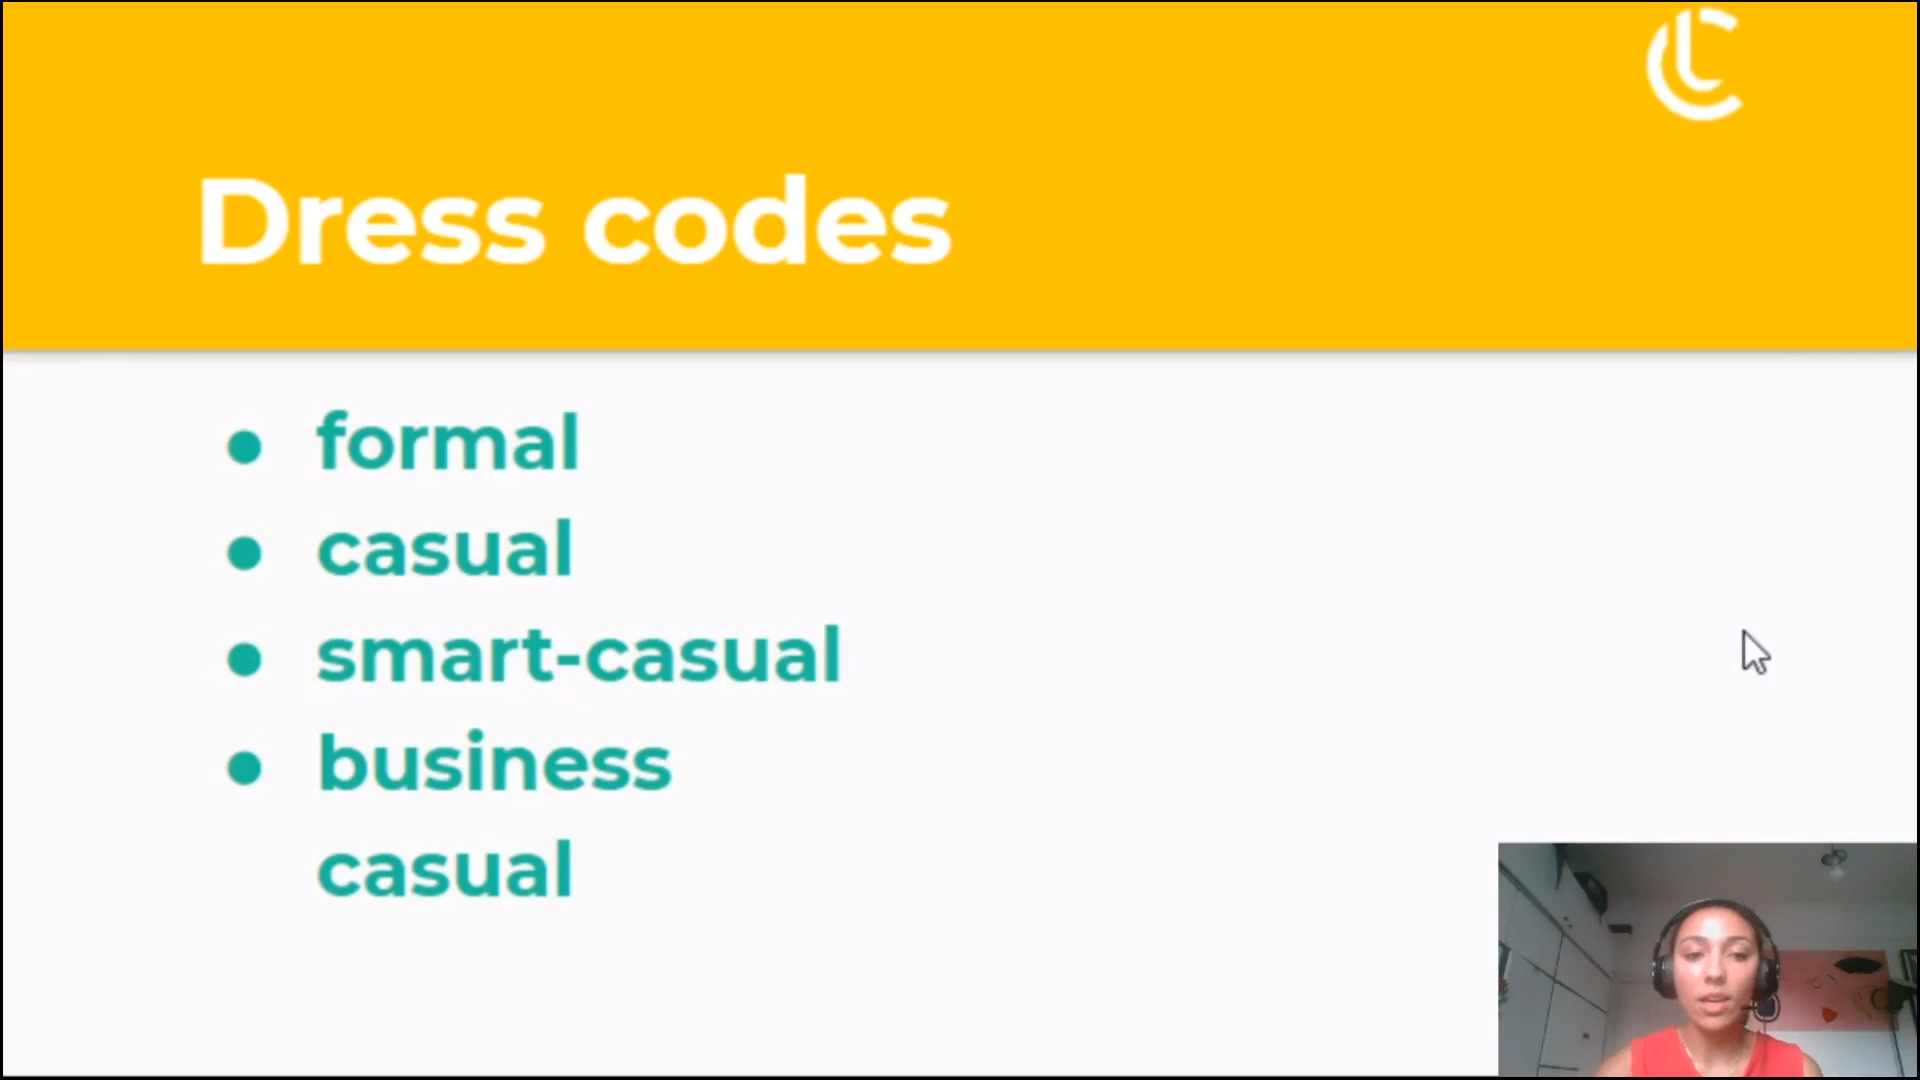 Dress codes
● formal
● casual
● smart-casual
● business
casual